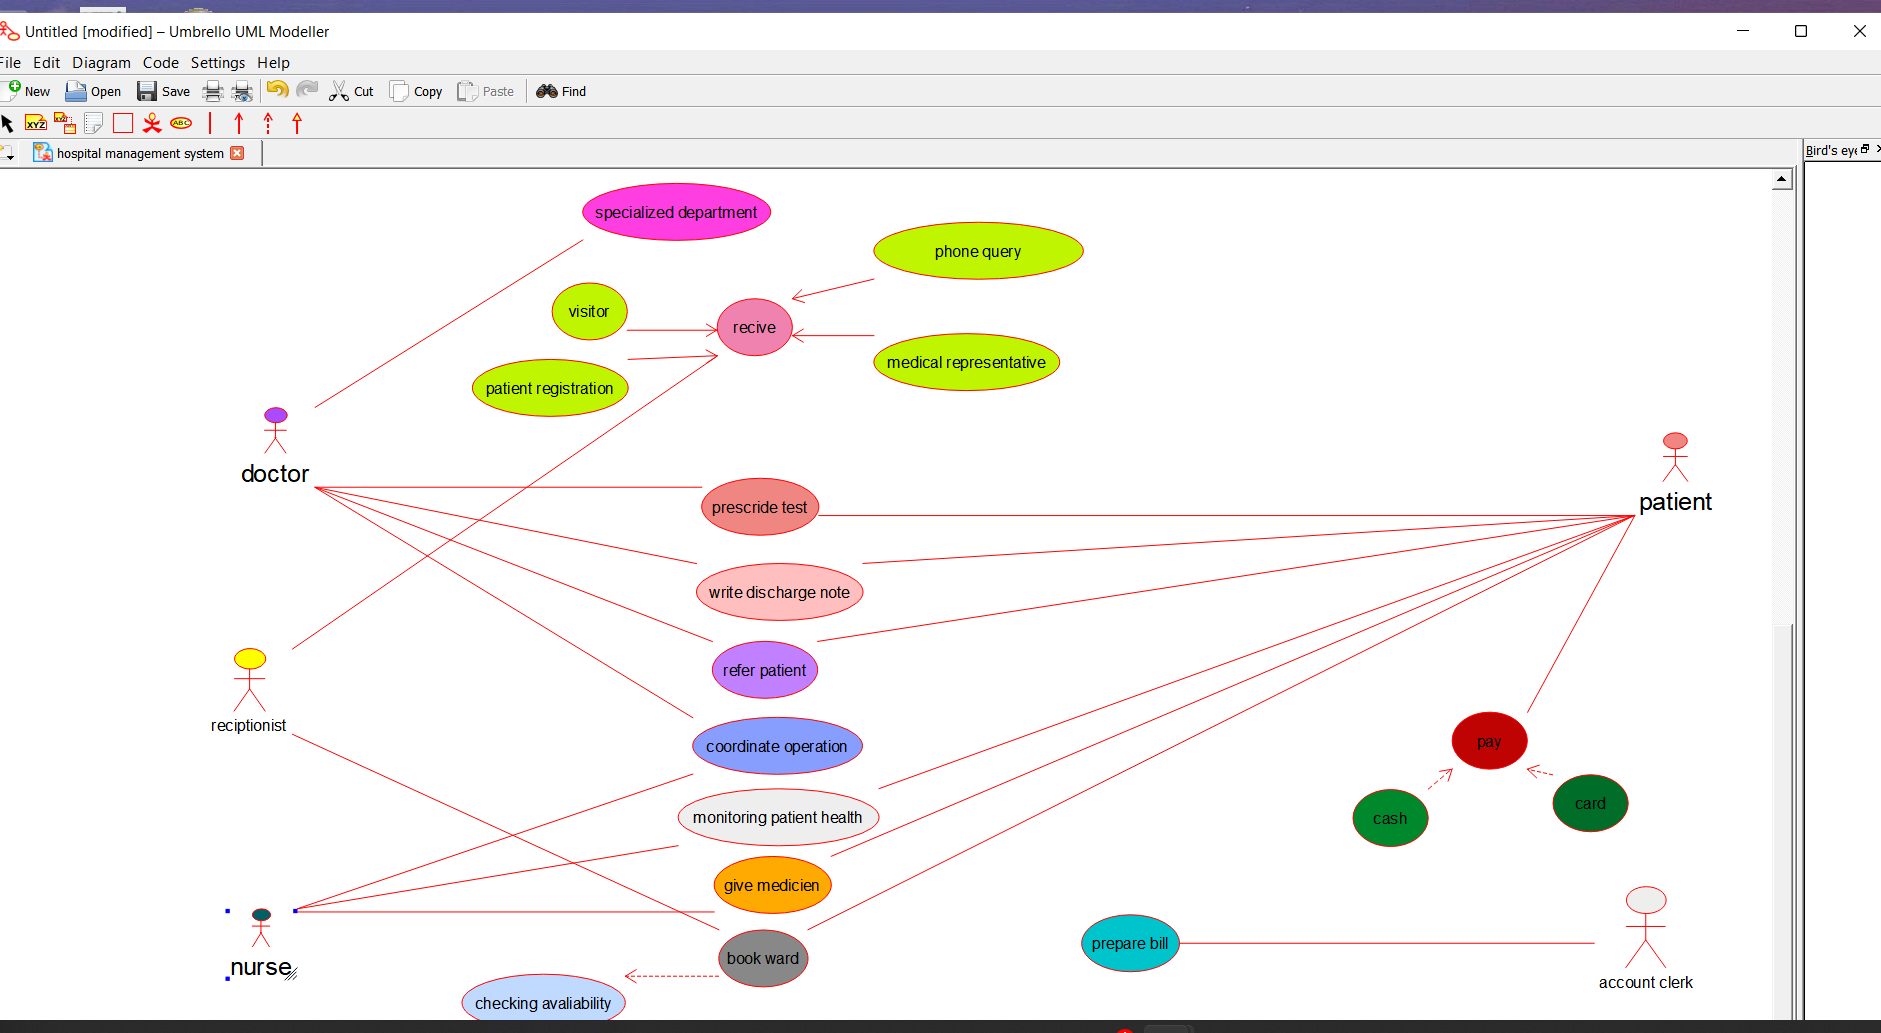 Untitled [modified] – Umbrello UML Modeller
File Edit Diagram Code Settings Help
New Open Save Cut Copy Paste Find
XYZ XYZ ABC
hospital management system
Bird's eye
specialized department
phone query
visitor
recive
medical representative
patient registration
doctor
patient
prescride test
write discharge note
refer patient
reciptionist
coordinate operation
pay
monitoring patient health
cash
card
give medicien
prepare bill
book ward
nurse
account clerk
checking avaliability